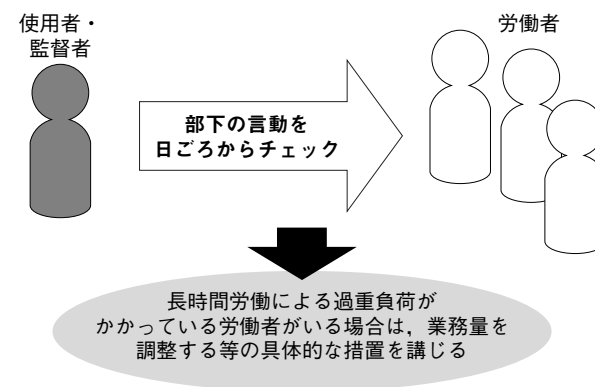 使用者・
監督者
労働者
部下の言動を
日ごろからチェック
長時間労働による過重負荷が
かかっている労働者がいる場合は，業務量を
調整する等の具体的な措置を講じる